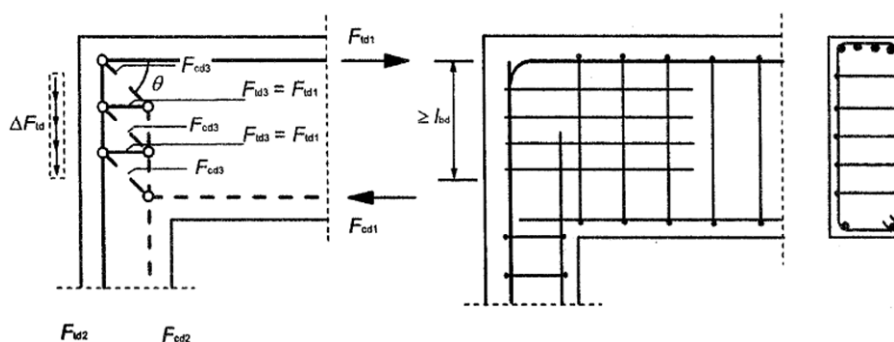 F_td1
F_cd3
θ
F_td3 = F_td1
ΔF_td
F_cd3
F_td3 = F_td1
F_cd3
F_cd1
F_td2
F_cd2
≥ l_bd